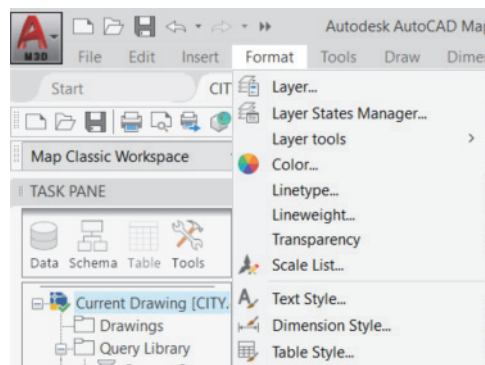 Autodesk AutoCAD Map
M3D File Edit Insert Format Tools Draw Dime
Start CIT
Layer...
Layer States Manager...
Layer tools >
Map Classic Workspace
Color...
TASK PANE
Linetype...
Lineweight...
Transparency
Data Schema Table Tools
Scale List...
Current Drawing [CITY.
Text Style...
Drawings
Dimension Style...
Query Library
Table Style...